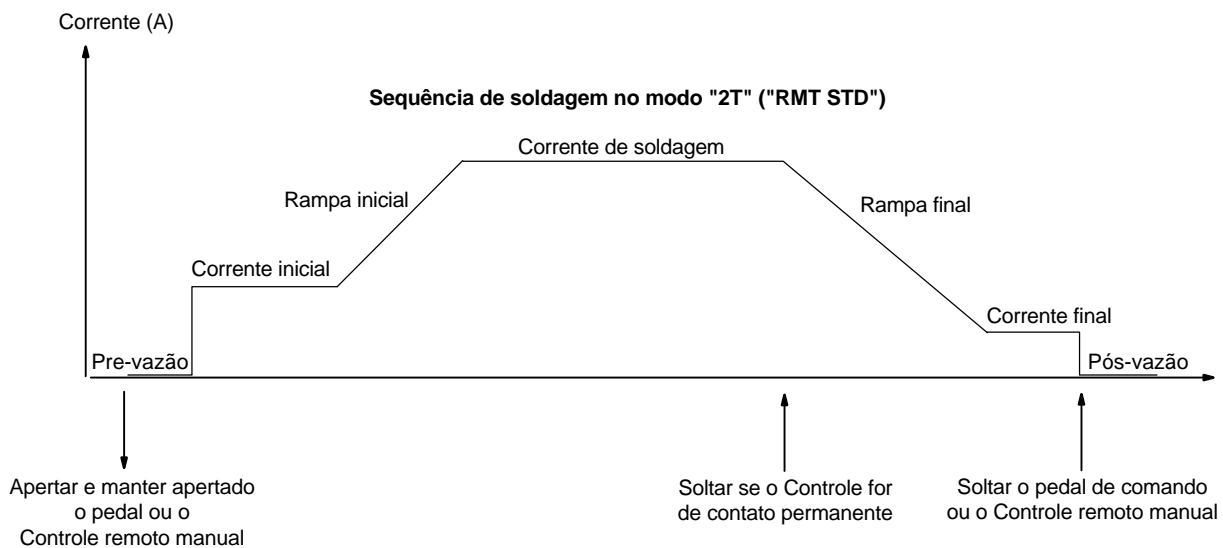 Corrente (A)
Sequência de soldagem no modo "2T" ("RMT STD")
Corrente de soldagem
Rampa inicial
Rampa final
Corrente inicial
Corrente final
Pre-vazão
Pós-vazão
Apertar e manter apertado
o pedal ou o
Controle remoto manual
Soltar se o Controle for
de contato permanente
Soltar o pedal de comando
ou o Controle remoto manual